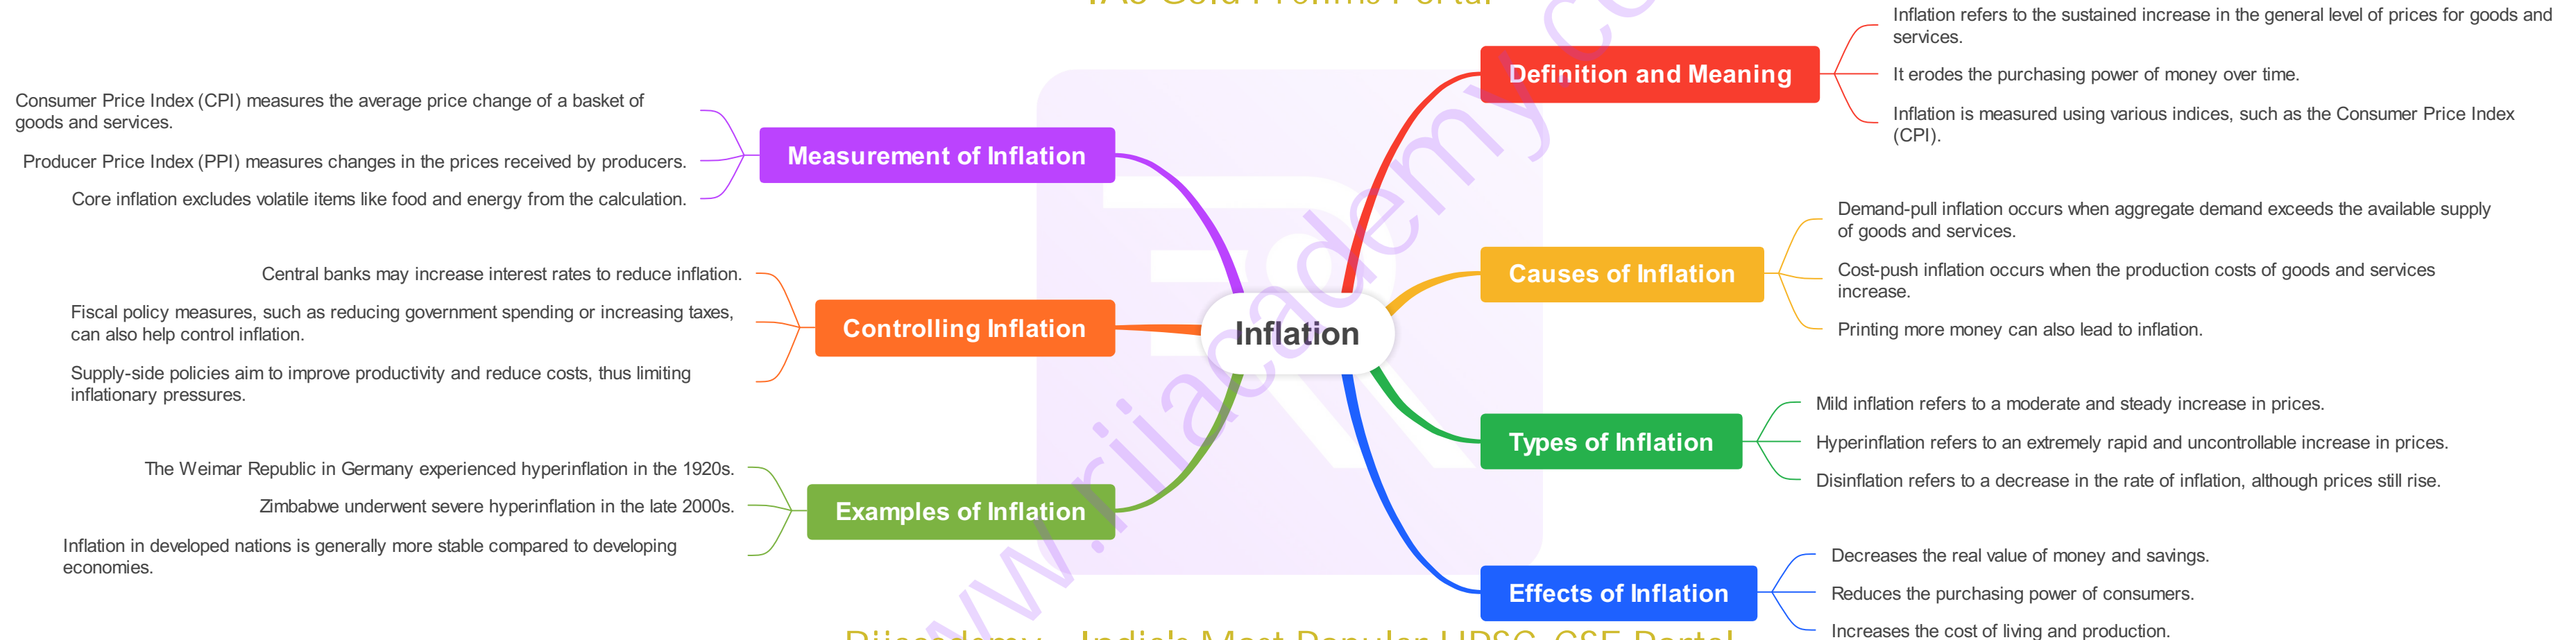 IAS Gold Prelims Portal
Inflation
Definition and Meaning
Inflation refers to the sustained increase in the general level of prices for goods and
services.
It erodes the purchasing power of money over time.
Inflation is measured using various indices, such as the Consumer Price Index
(CPI).
Causes of Inflation
Demand-pull inflation occurs when aggregate demand exceeds the available supply
of goods and services.
Cost-push inflation occurs when the production costs of goods and services
increase.
Printing more money can also lead to inflation.
Types of Inflation
Mild inflation refers to a moderate and steady increase in prices.
Hyperinflation refers to an extremely rapid and uncontrollable increase in prices.
Disinflation refers to a decrease in the rate of inflation, although prices still rise.
Effects of Inflation
Decreases the real value of money and savings.
Reduces the purchasing power of consumers.
Increases the cost of living and production.
Measurement of Inflation
Consumer Price Index (CPI) measures the average price change of a basket of
goods and services.
Producer Price Index (PPI) measures changes in the prices received by producers.
Core inflation excludes volatile items like food and energy from the calculation.
Controlling Inflation
Central banks may increase interest rates to reduce inflation.
Fiscal policy measures, such as reducing government spending or increasing taxes,
can also help control inflation.
Supply-side policies aim to improve productivity and reduce costs, thus limiting
inflationary pressures.
Examples of Inflation
The Weimar Republic in Germany experienced hyperinflation in the 1920s.
Zimbabwe underwent severe hyperinflation in the late 2000s.
Inflation in developed nations is generally more stable compared to developing
economies.
India's Most Popular UPSC-CSE Portal